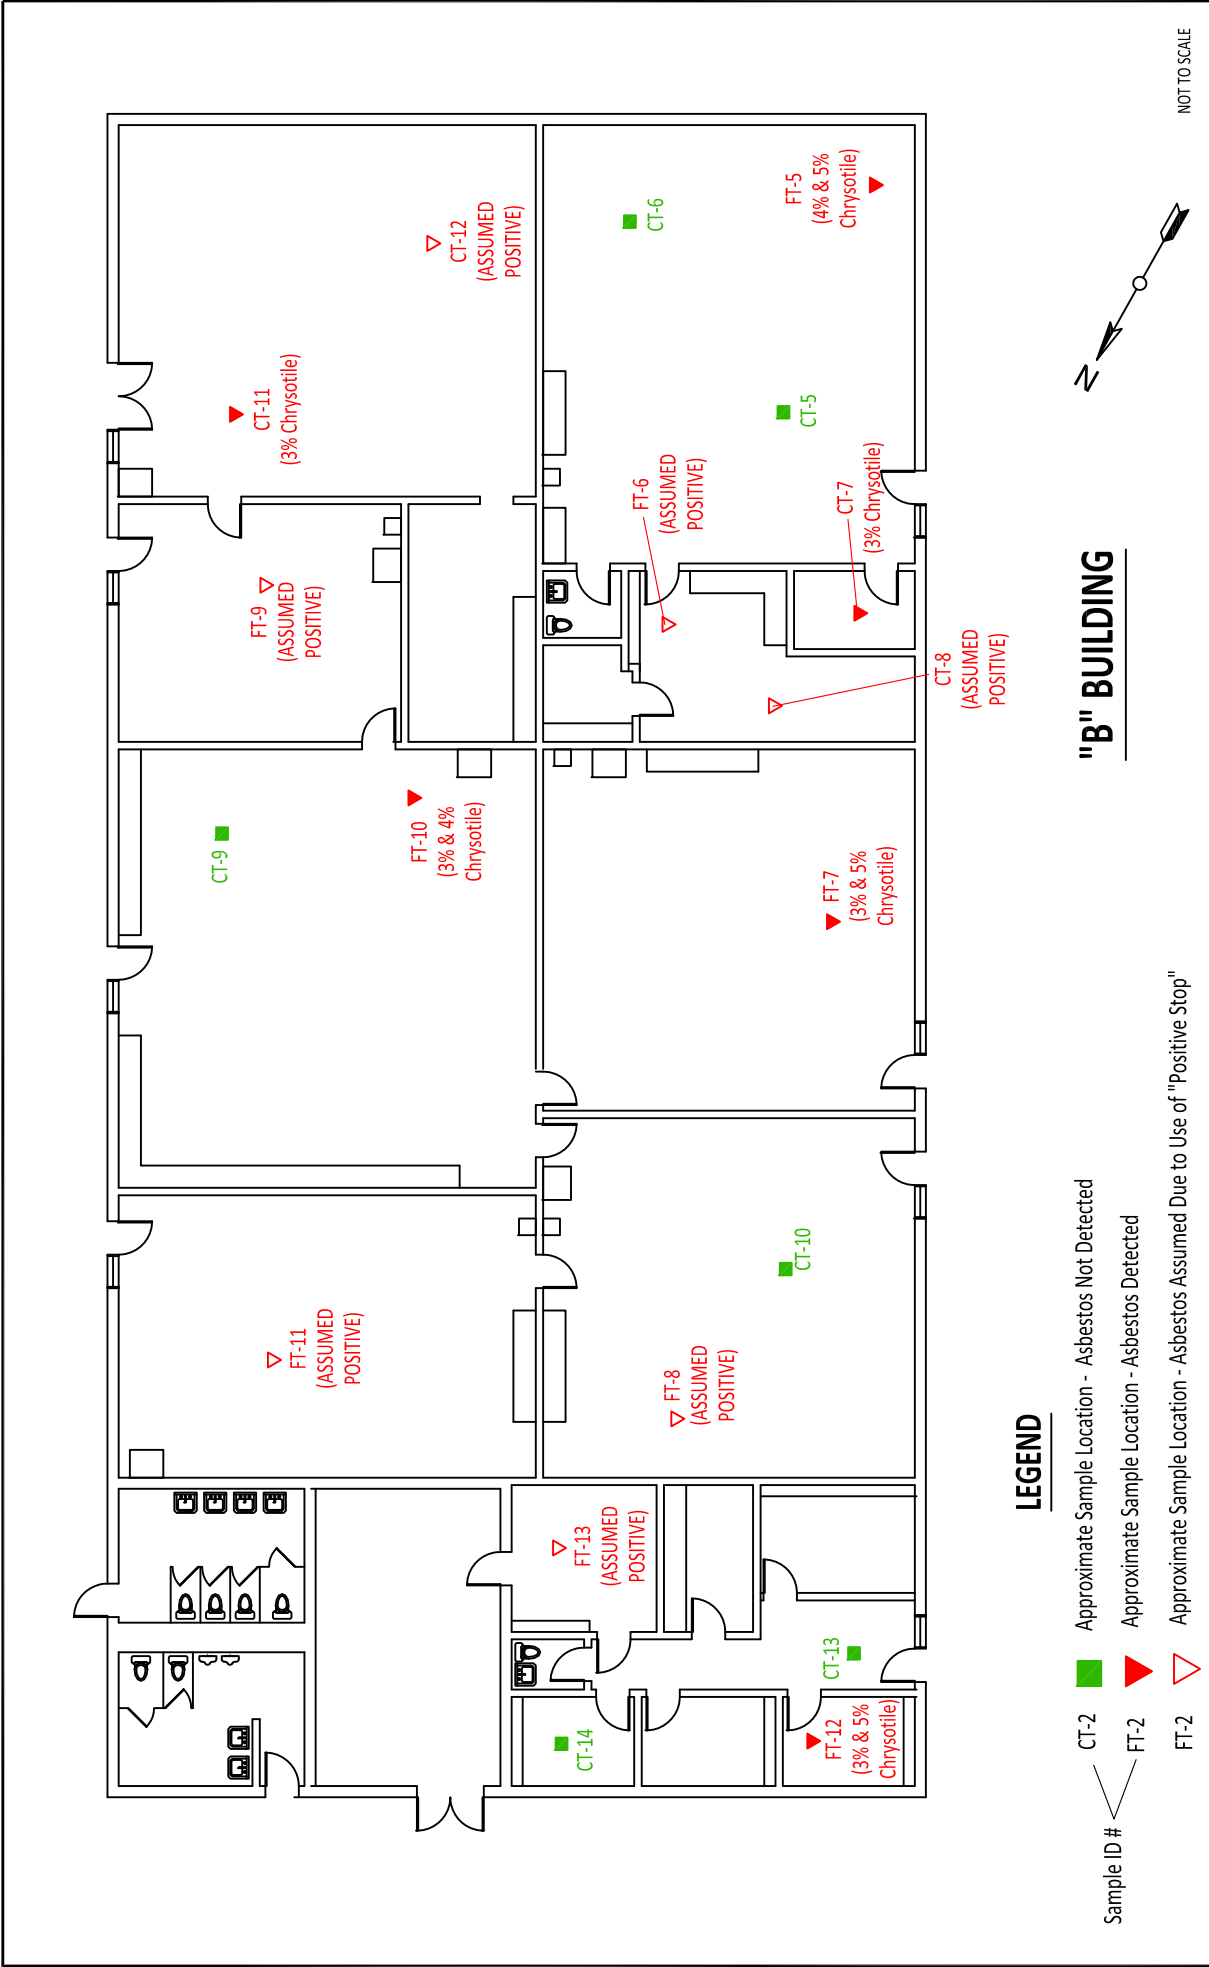 FT-11
(ASSUMED
POSITIVE)
CT-9
FT-10
(3% & 4%
Chrysotile)
FT-9
(ASSUMED
POSITIVE)
CT-11
(3% Chrysotile)
CT-12
(ASSUMED
POSITIVE)
CT-14
FT-13
(ASSUMED
POSITIVE)
FT-12
(3% & 5%
Chrysotile)
CT-13
FT-8
(ASSUMED
POSITIVE)
CT-10
FT-7
(3% & 5%
Chrysotile)
FT-6
(ASSUMED
POSITIVE)
CT-7
(3% Chrysotile)
CT-8
(ASSUMED
POSITIVE)
CT-5
CT-6
FT-5
(4% & 5%
Chrysotile)
LEGEND
Sample ID #
CT-2 Approximate Sample Location - Asbestos Not Detected
FT-2 Approximate Sample Location - Asbestos Detected
FT-2 Approximate Sample Location - Asbestos Assumed Due to Use of "Positive Stop"
"B" BUILDING
N
NOT TO SCALE